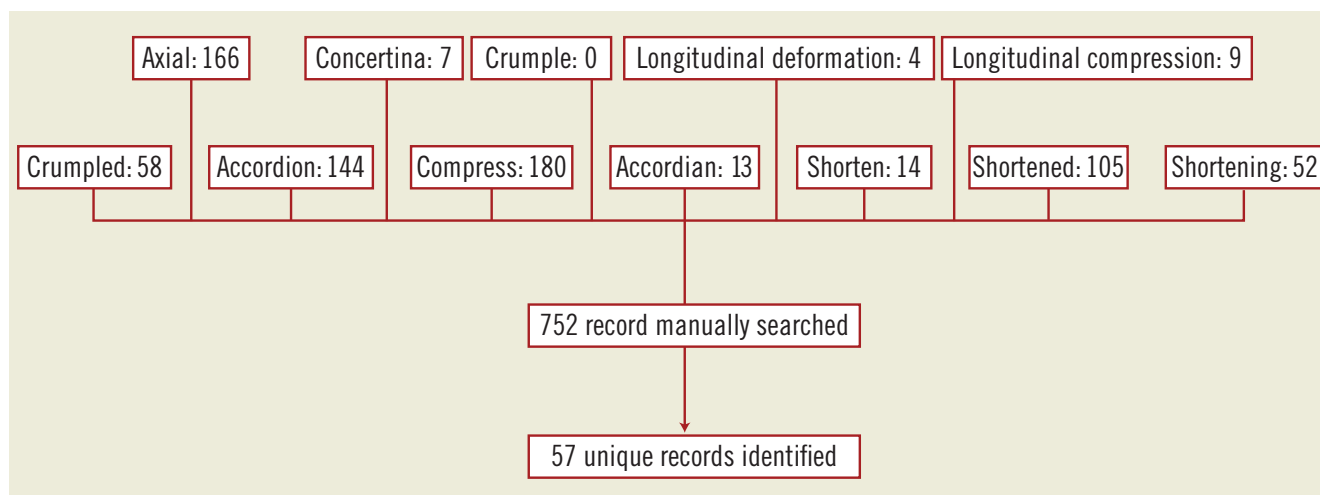 Axial: 166
Concertina: 7
Crumple: 0
Longitudinal deformation: 4
Longitudinal compression: 9
Crumpled: 58
Accordion: 144
Compress: 180
Accordian: 13
Shorten: 14
Shortened: 105
Shortening: 52
752 record manually searched
57 unique records identified